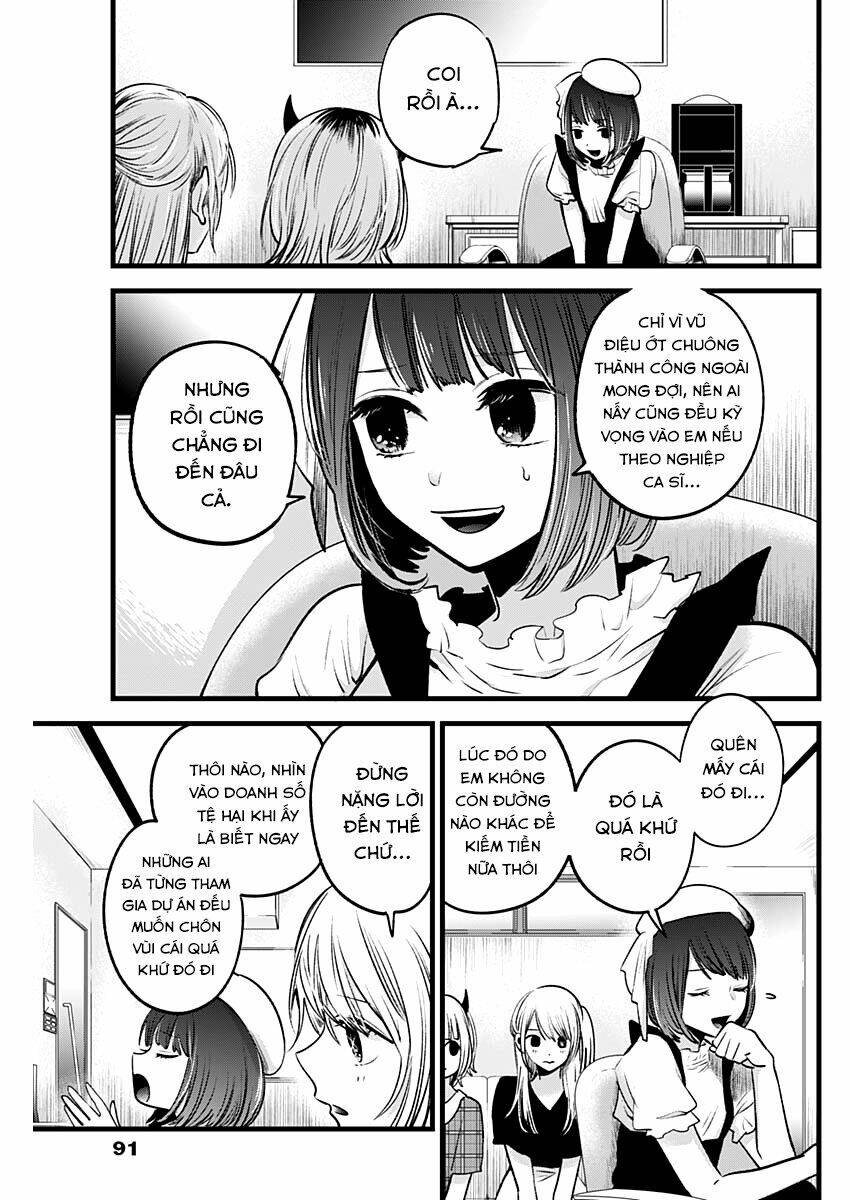 COI
RỒI À...
CHỈ VÌ VŨ
ĐIỆU ỚT CHUÔNG
THÀNH CÔNG NGOÀI
MONG ĐỢI, NÊN AI
NẤY CŨNG ĐỀU KỲ
VỌNG VÀO EM NẾU
THEO NGHIỆP
CA SĨ...
NHƯNG
RỒI CŨNG
CHẲNG ĐI
ĐẾN ĐÂU
CẢ.
QUÊN
MẤY CÁI
ĐÓ ĐI...
ĐÓ LÀ
QUÁ KHỨ
RỒI
LÚC ĐÓ DO
EM KHÔNG
CÒN ĐƯỜNG
NÀO KHÁC ĐỂ
KIẾM TIỀN
NỮA THÔI
ĐỪNG
NẶNG LỜI
ĐẾN THẾ
CHỨ...
THÔI NÀO, NHÌN
VÀO DOANH SỐ
TỆ HẠI KHI ẤY
LÀ BIẾT NGAY
NHỮNG AI
ĐÃ TỪNG THAM
GIA DỰ ÁN ĐỀU
MUỐN CHÔN
VÙI CÁI QUÁ
KHỨ ĐÓ ĐI
91